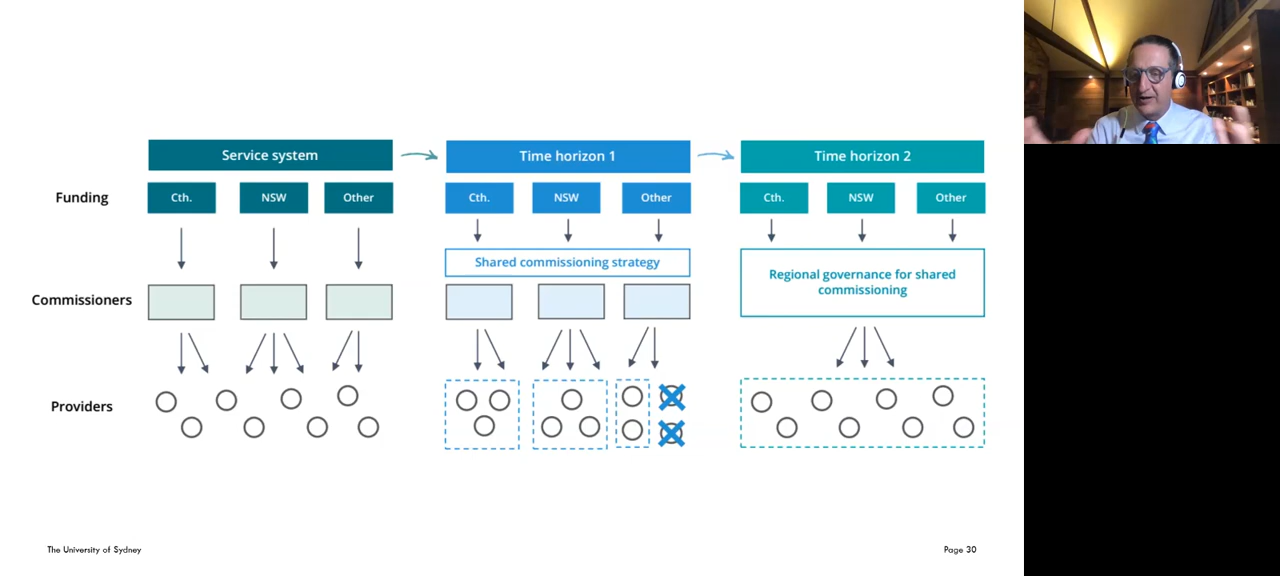 Service system
Time horizon 1
Time horizon 2
Funding
Cth.
NSW
Other
Cth.
NSW
Other
Cth.
NSW
Other
Shared commissioning strategy
Regional governance for shared
commissioning
Commissioners
Providers
The University of Sydney
Page 30